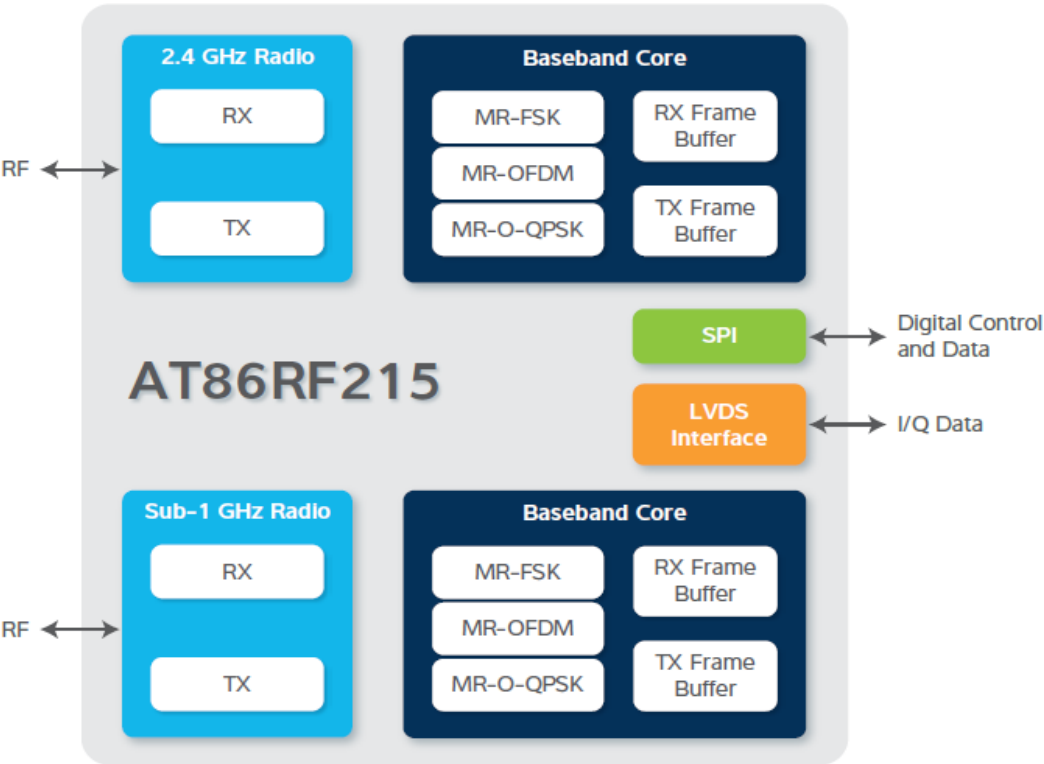 2.4 GHz Radio
RX
TX
RF
Baseband Core
MR-FSK
MR-OFDM
MR-O-QPSK
RX Frame
Buffer
TX Frame
Buffer
SPI
Digital Control
and Data
AT86RF215
LVDS
Interface
I/Q Data
Sub-1 GHz Radio
RX
TX
RF
Baseband Core
MR-FSK
MR-OFDM
MR-O-QPSK
RX Frame
Buffer
TX Frame
Buffer